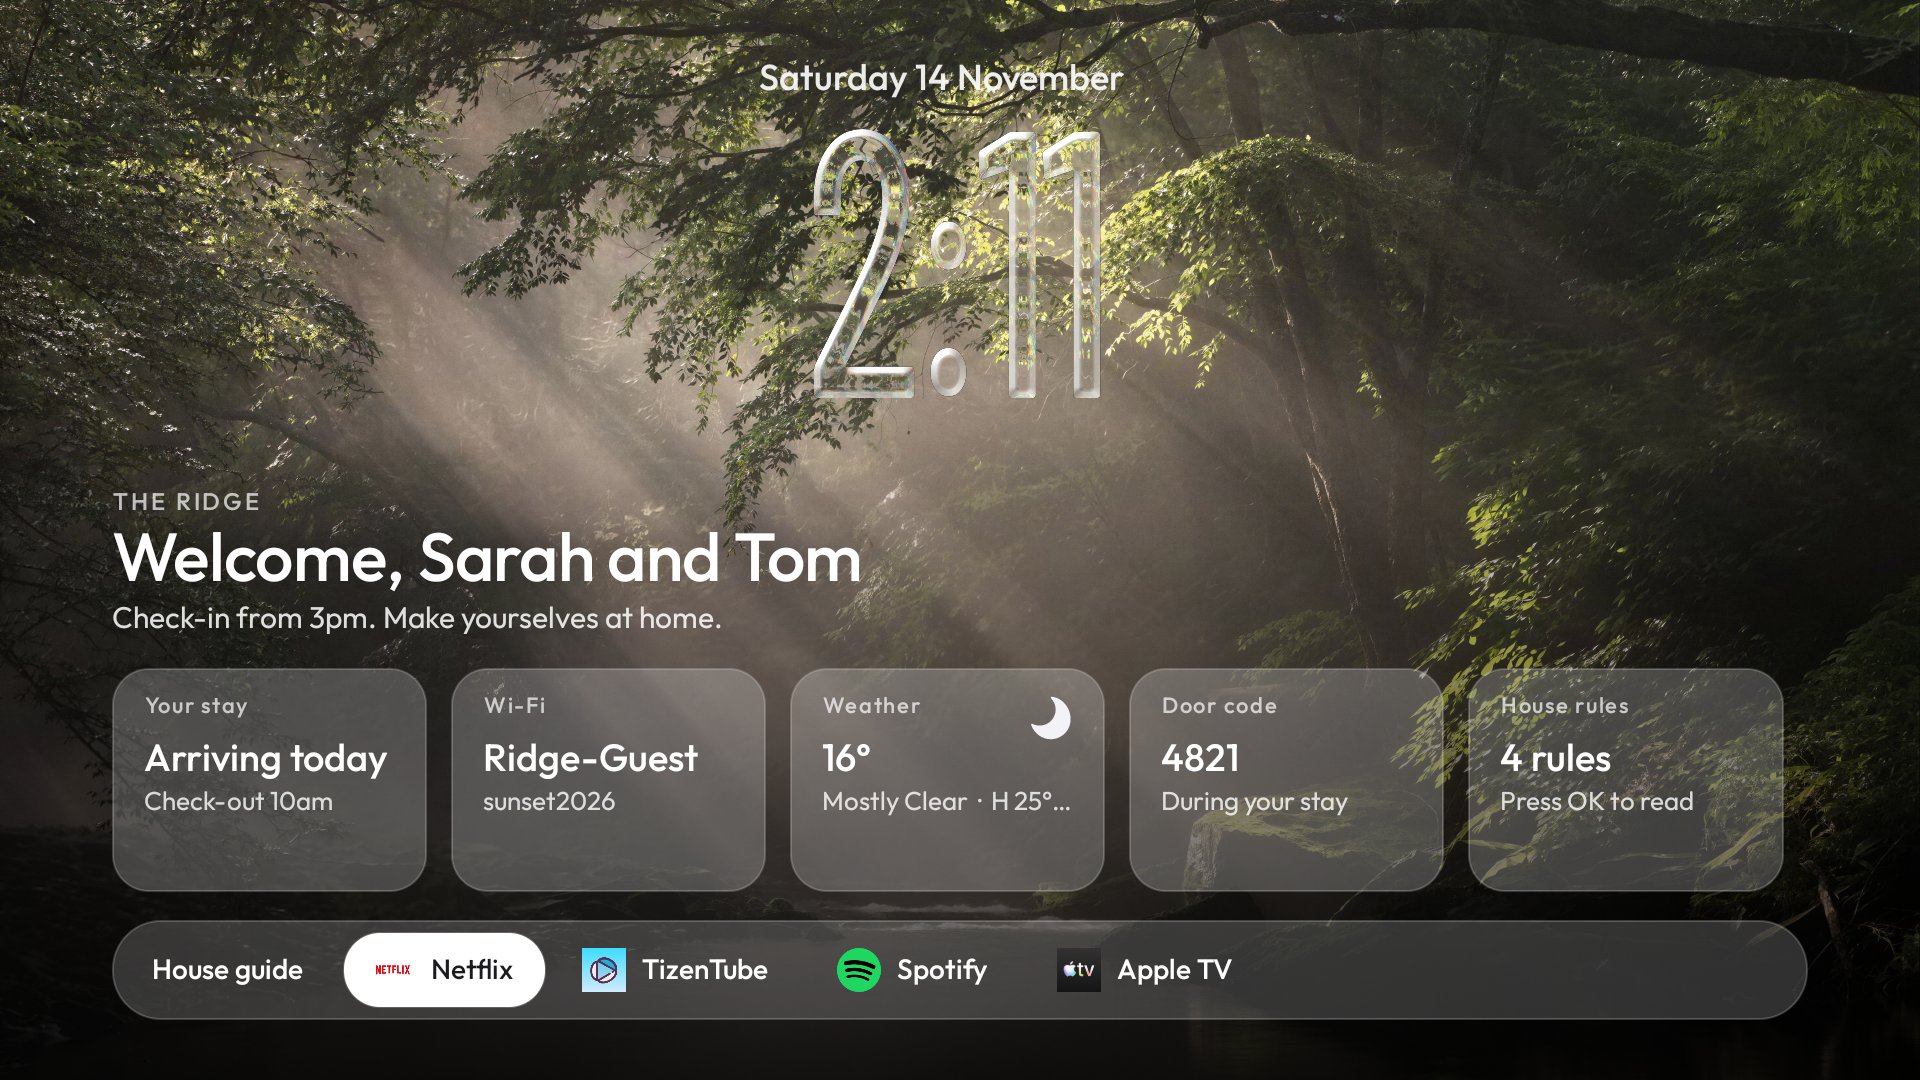 Saturday 14 November
2:11
THE RIDGE
Welcome, Sarah and Tom
Check-in from 3pm. Make yourselves at home.
Your stay
Arriving today
Check-out 10am
Wi-Fi
Ridge-Guest
sunset2026
Weather
16°
Mostly Clear · H 25°...
Door code
4821
During your stay
House rules
4 rules
Press OK to read
House guide
NETFLIX Netflix
TizenTube
Spotify
tv Apple TV